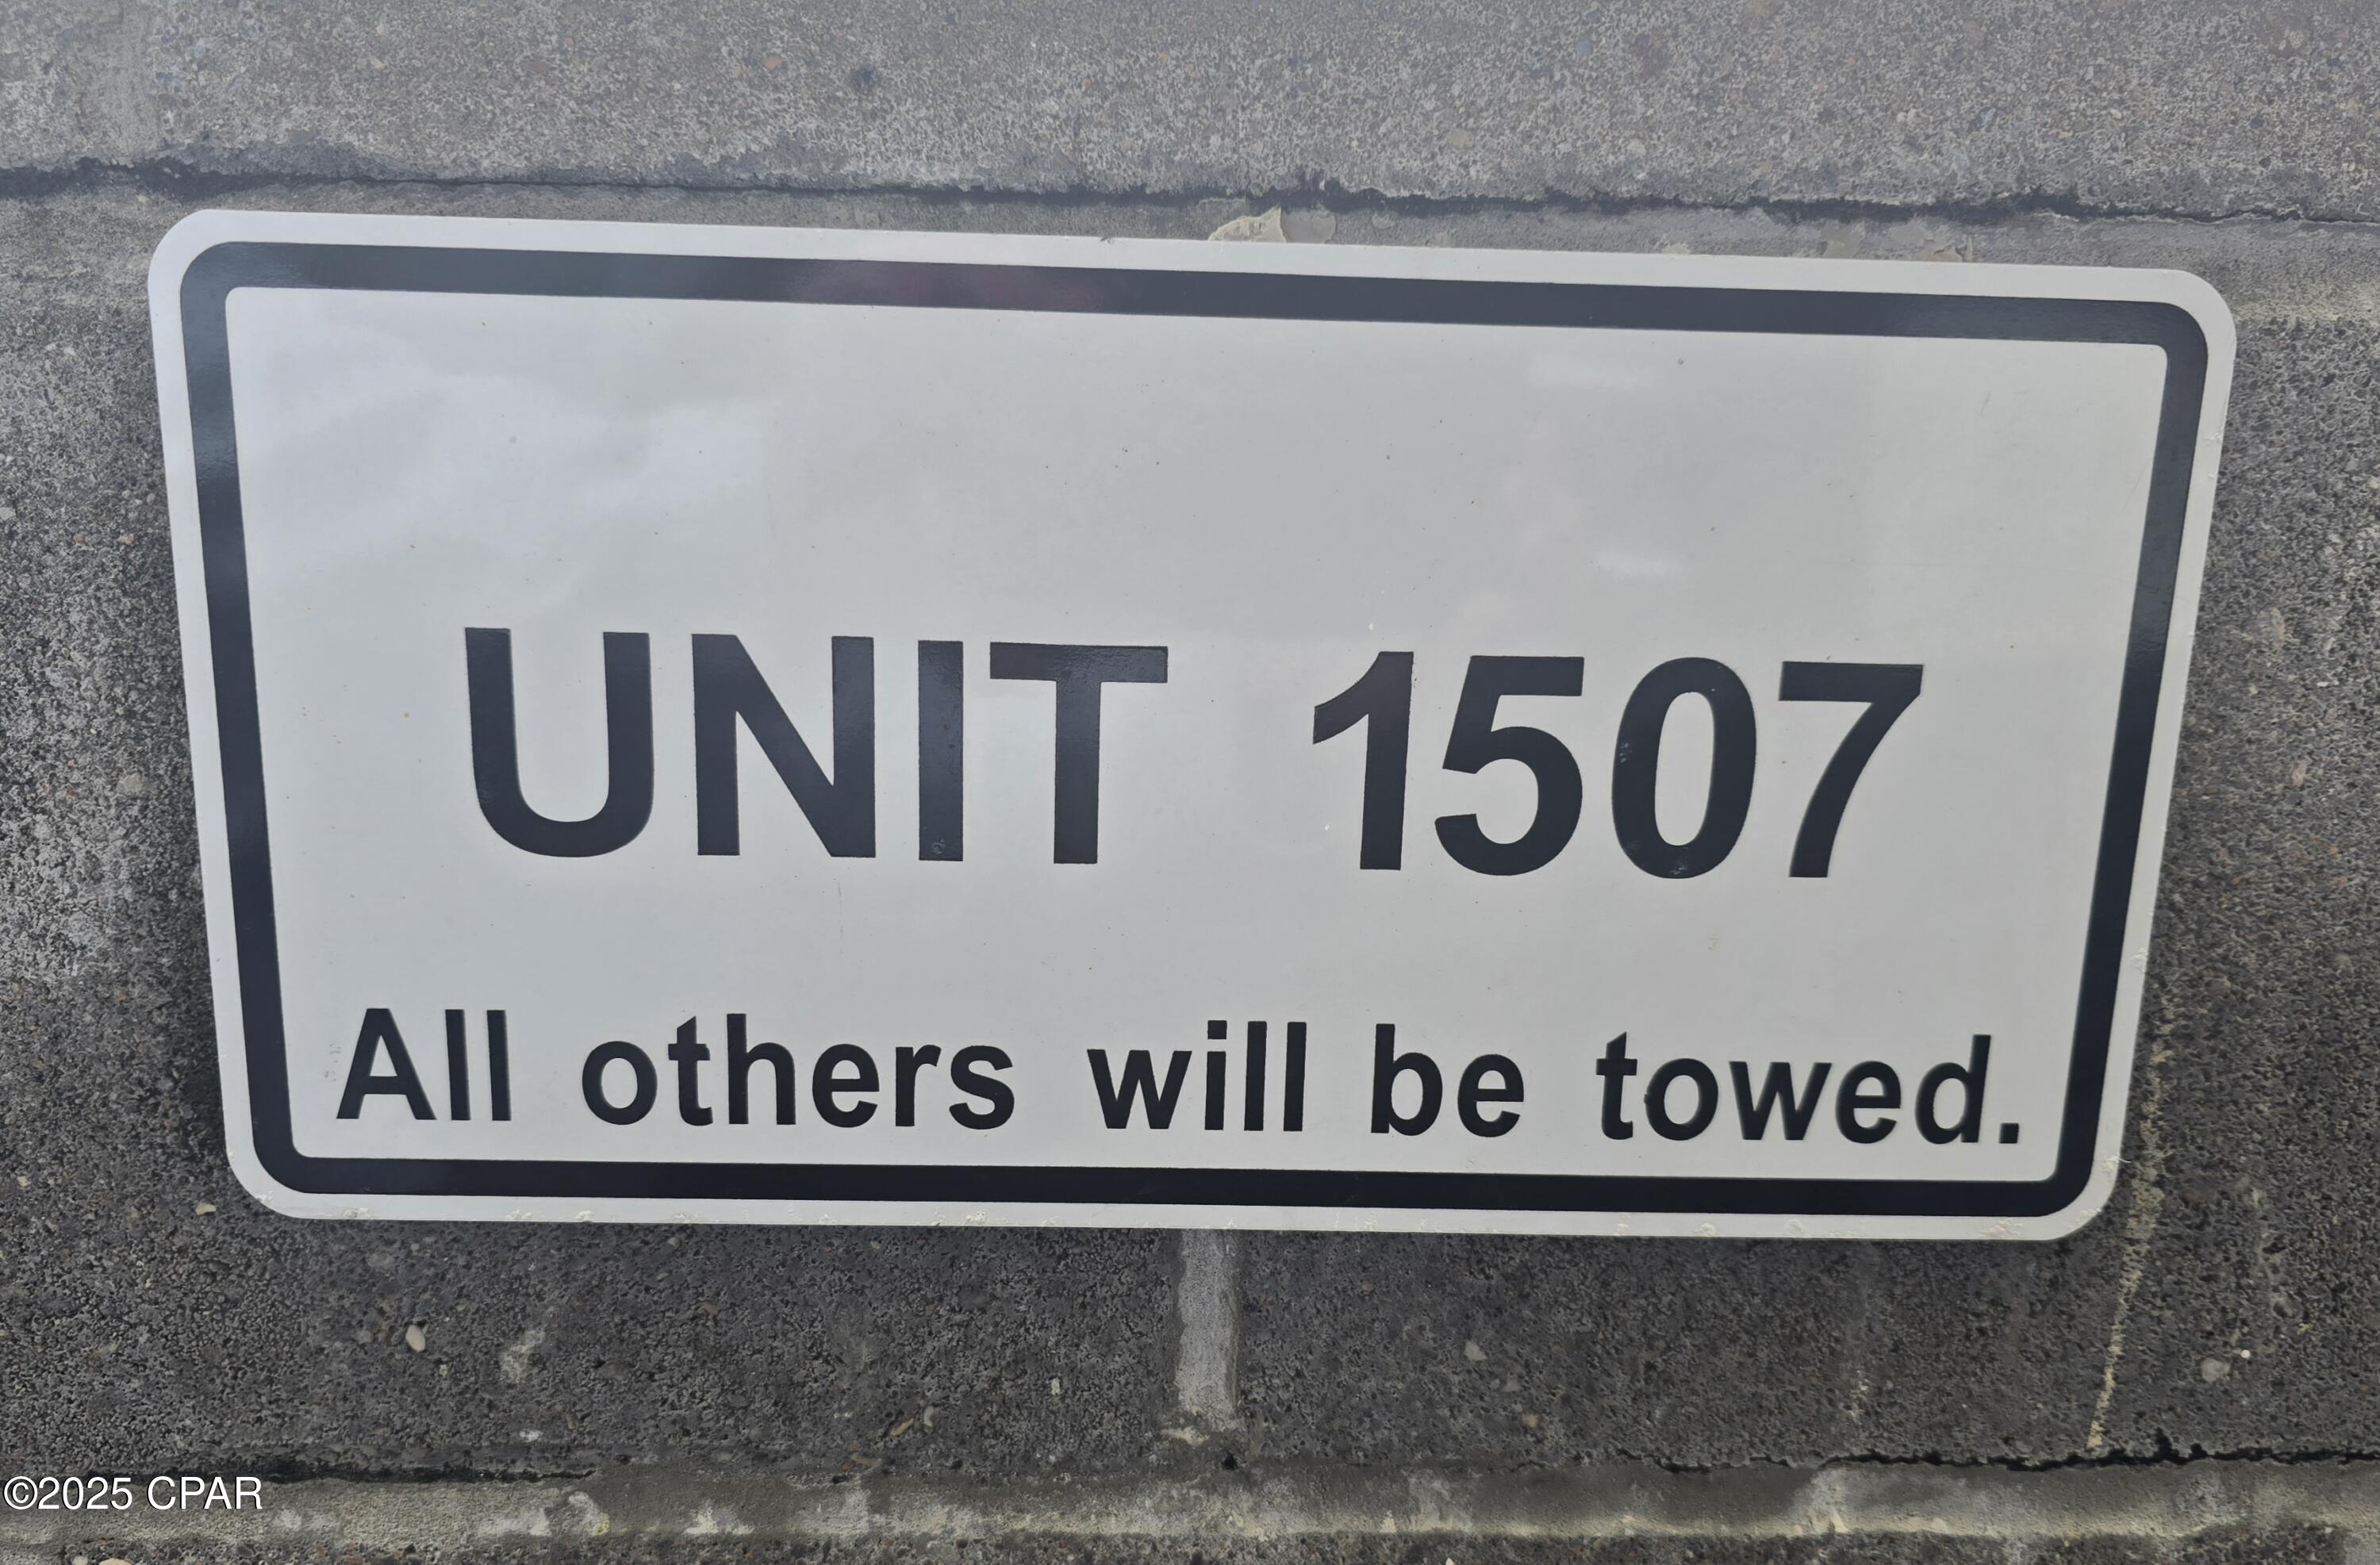 UNIT 1507
All others will be towed.
©2025 CPAR